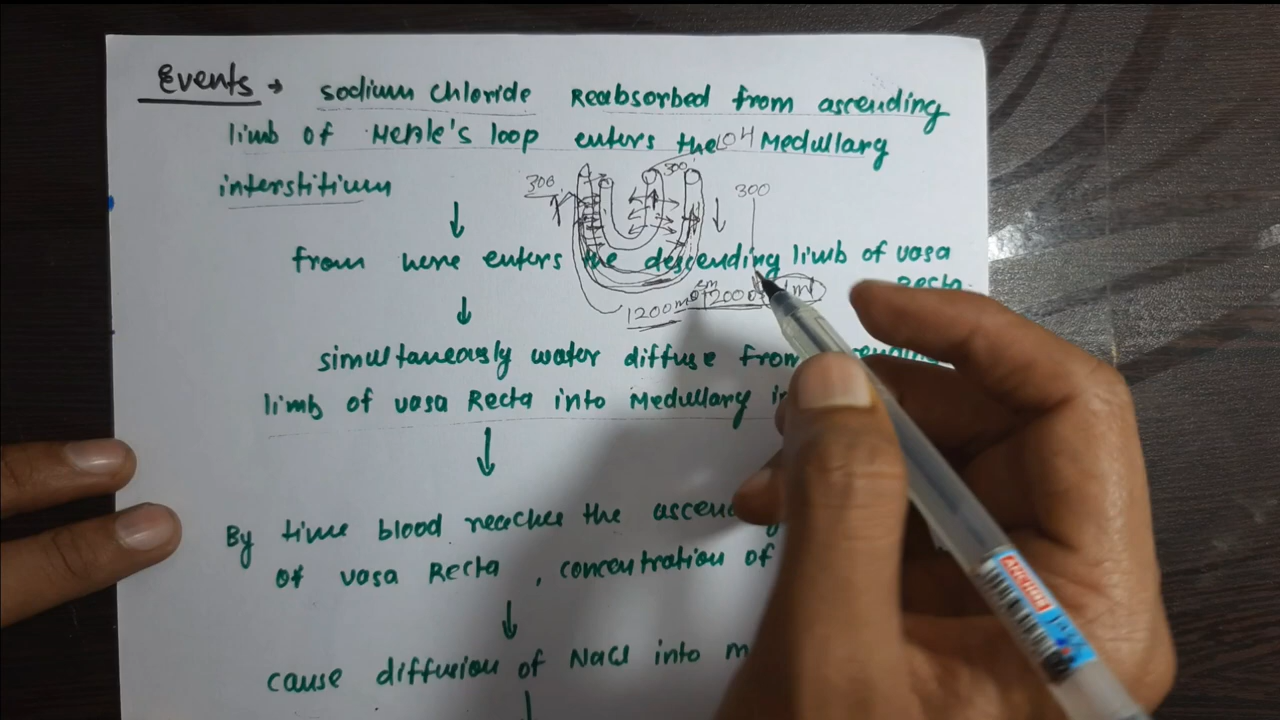 Events → sodium chloride Reabsorbed from ascending
limb of Henle's loop enters the Medullary
interstitium
300
300
300
↓
from here enters the descending limb of vasa
Recta
1200
↓
simultaneously water diffuse from
limb of vasa Recta into Medullary
↓
By time blood reaches the
of vasa Recta , concentration of
↓
cause diffusion of NaCl into
ANCHOR